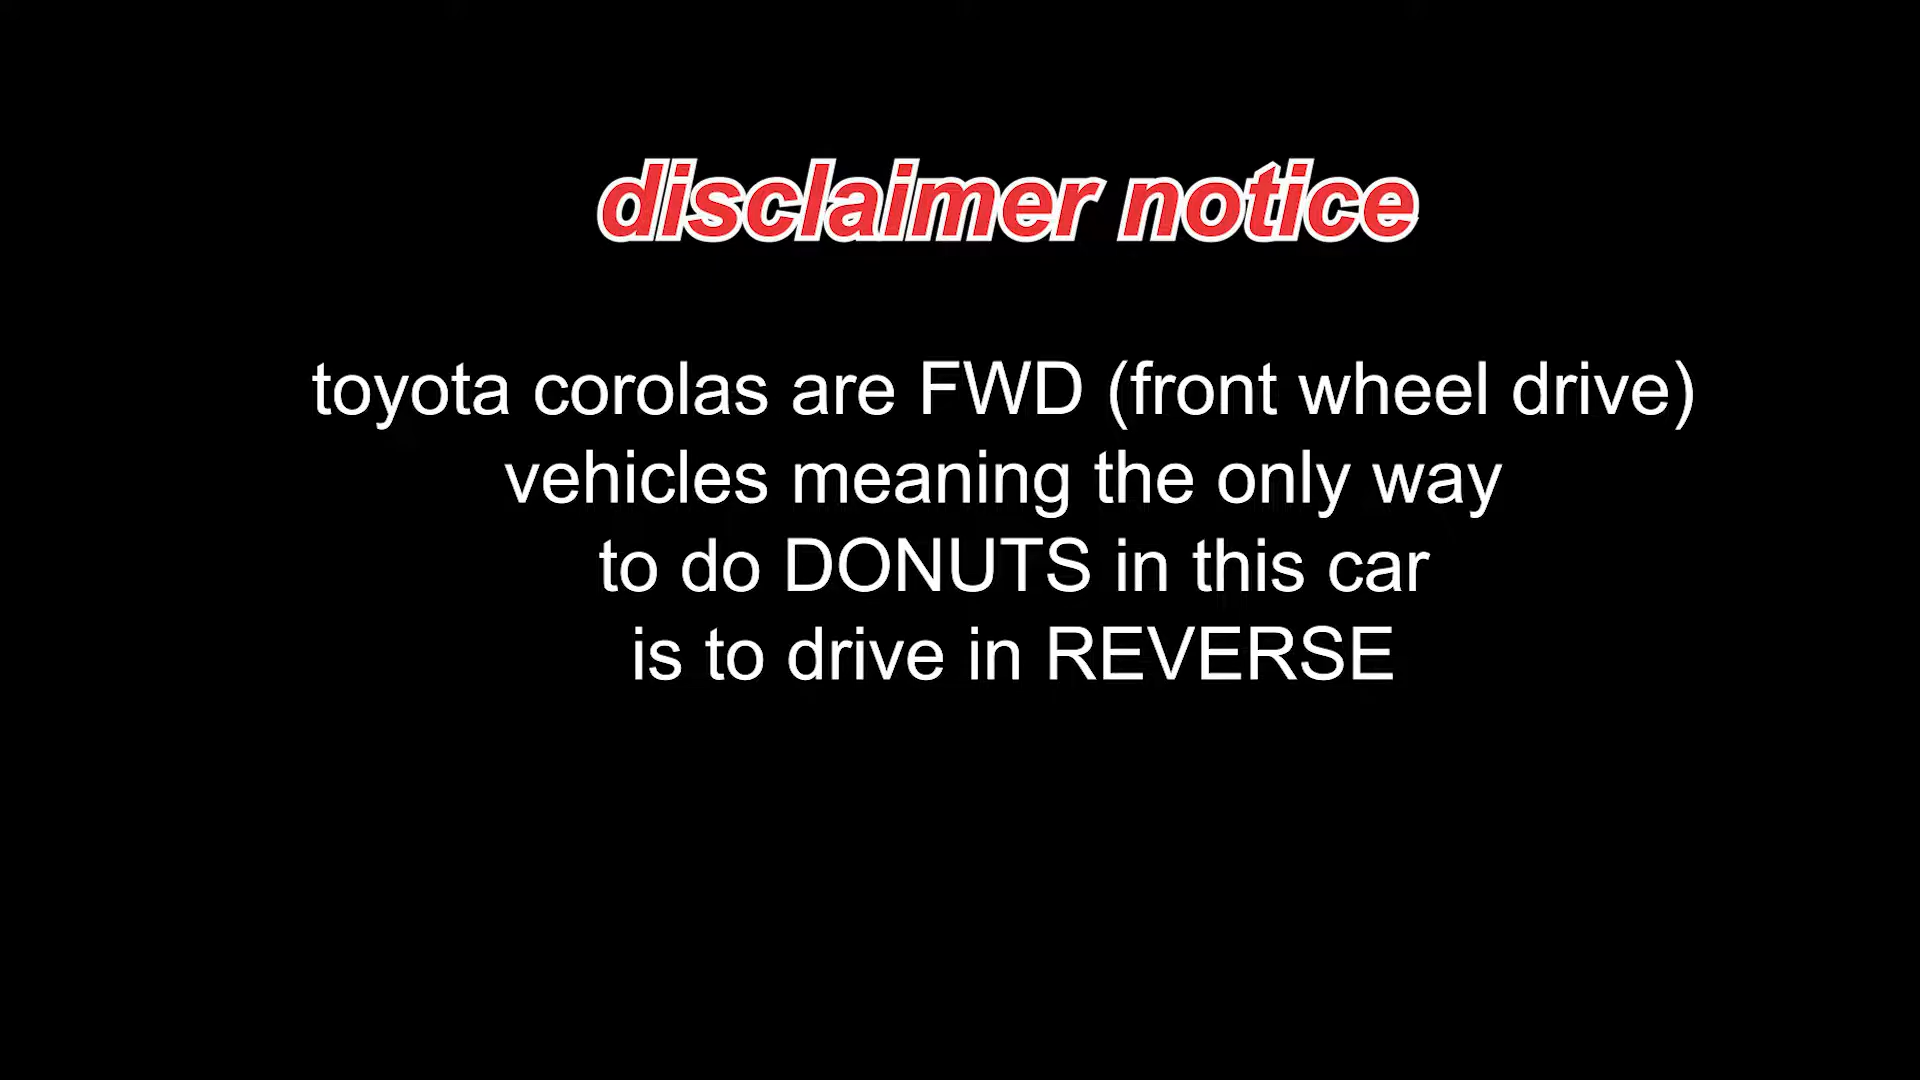 disclaimer notice
toyota corolas are FWD (front wheel drive)
vehicles meaning the only way
to do DONUTS in this car
is to drive in REVERSE